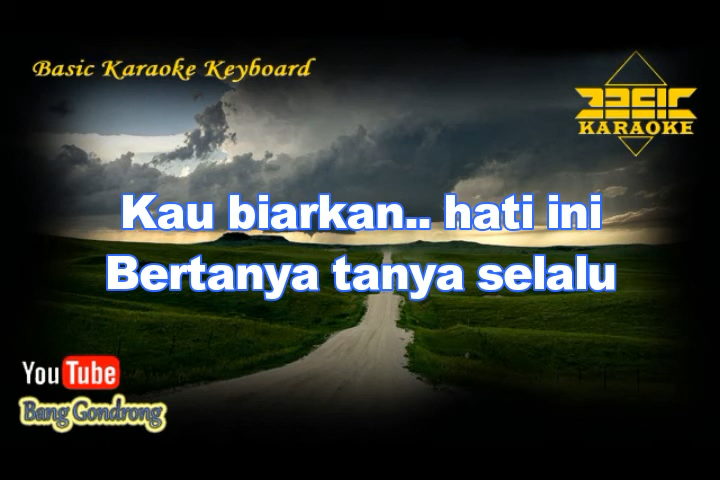 Basic Karaoke Keyboard
BASIC
KARAOKE
Kau biarkan.. hati ini
Bertanya tanya selalu
YouTube
Bang Gondrong